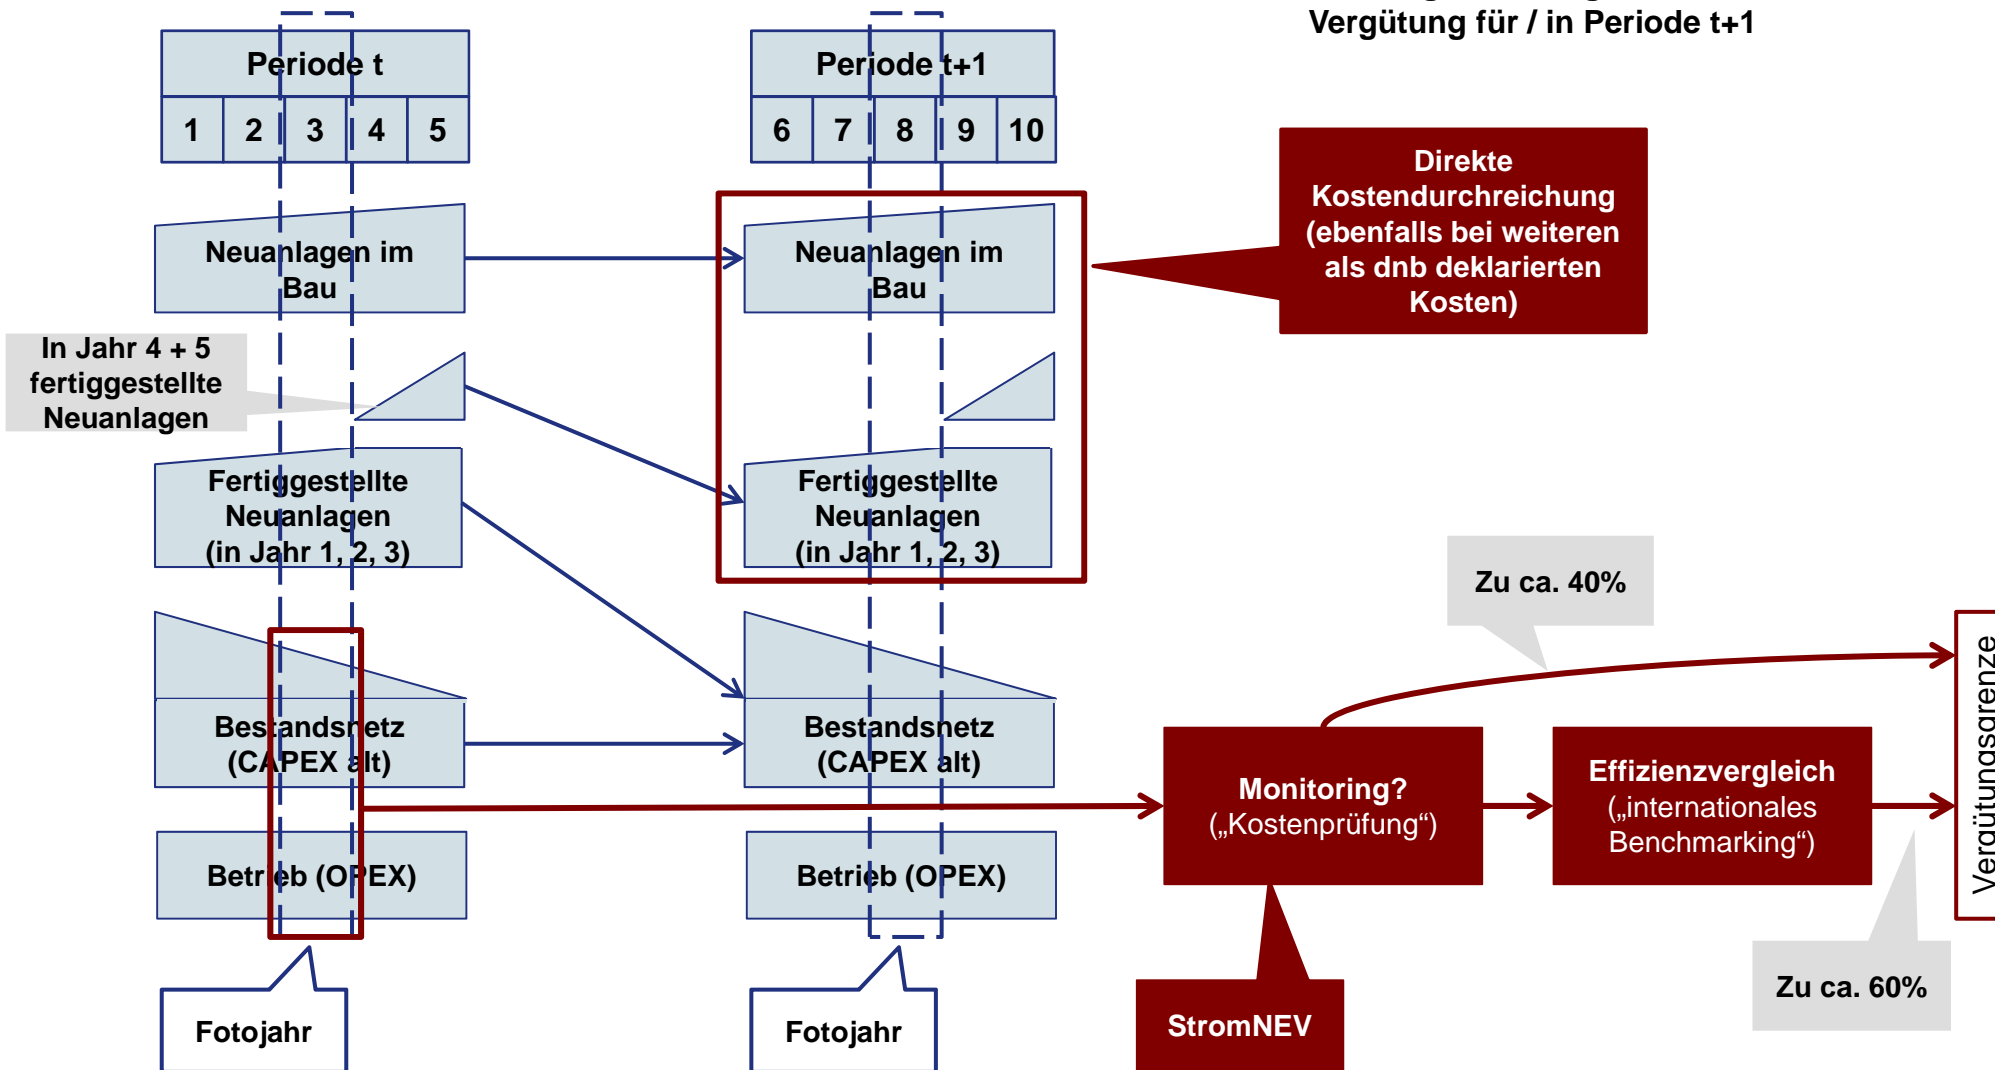 Vergütung für / in Periode t+1
Periode t
1 2 3 4 5
Periode t+1
6 7 8 9 10
Direkte
Kostendurchreichung
(ebenfalls bei weiteren
als dnb deklarierten
Kosten)
Neuanlagen im
Bau
Neuanlagen im
Bau
In Jahr 4 + 5
fertiggestellte
Neuanlagen
Fertiggestellte
Neuanlagen
(in Jahr 1, 2, 3)
Fertiggestellte
Neuanlagen
(in Jahr 1, 2, 3)
Zu ca. 40%
Bestandsnetz
(CAPEX alt)
Bestandsnetz
(CAPEX alt)
Monitoring?
(„Kostenprüfung“)
Effizienzvergleich
(„internationales
Benchmarking“)
Vergütungsgrenze
Betrieb (OPEX)
Betrieb (OPEX)
Zu ca. 60%
Fotojahr
Fotojahr
StromNEV